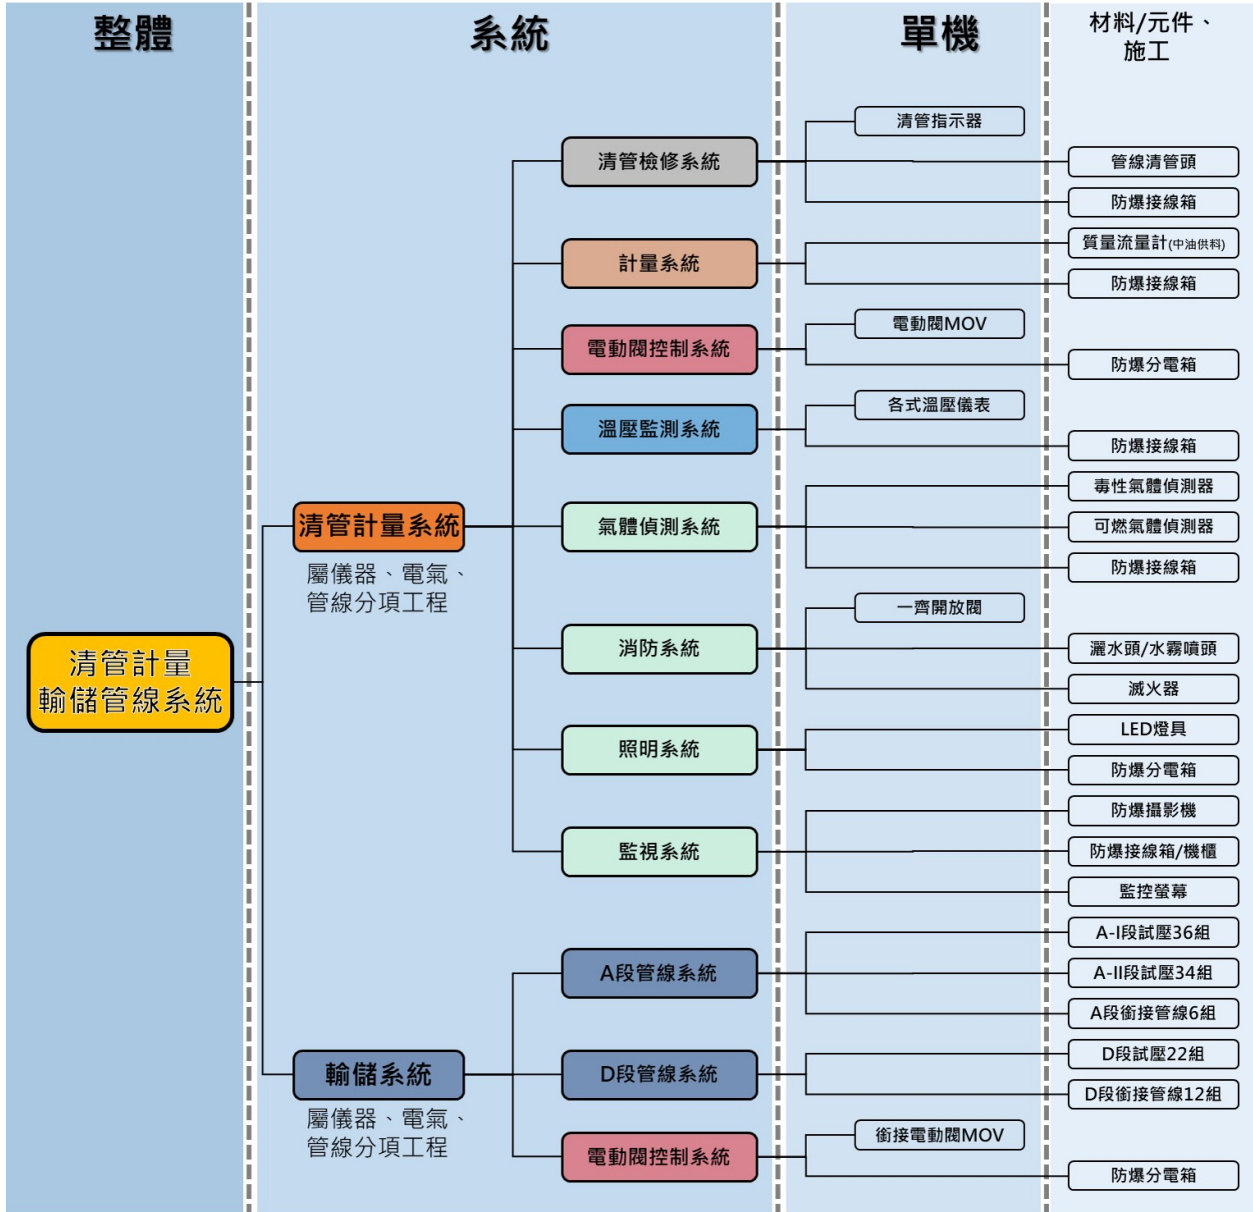 整體
系統
單機
材料/元件、
施工
清管指示器
清管檢修系統
管線清管頭
防爆接線箱
計量系統
質量流量計(中油供料)
防爆接線箱
電動閥控制系統
電動閥MOV
防爆分電箱
溫壓監測系統
各式溫壓儀表
防爆接線箱
清管計量系統
屬儀器、電氣、
管線分項工程
氣體偵測系統
毒性氣體偵測器
可燃氣體偵測器
防爆接線箱
消防系統
一齊開放閥
灑水頭/水霧噴頭
滅火器
清管計量
輸儲管線系統
照明系統
LED燈具
防爆分電箱
監視系統
防爆攝影機
防爆接線箱/機櫃
監控螢幕
A段管線系統
A-I段試壓36組
A-II段試壓34組
A段銜接管線6組
輸儲系統
屬儀器、電氣、
管線分項工程
D段管線系統
D段試壓22組
D段銜接管線12組
電動閥控制系統
銜接電動閥MOV
防爆分電箱